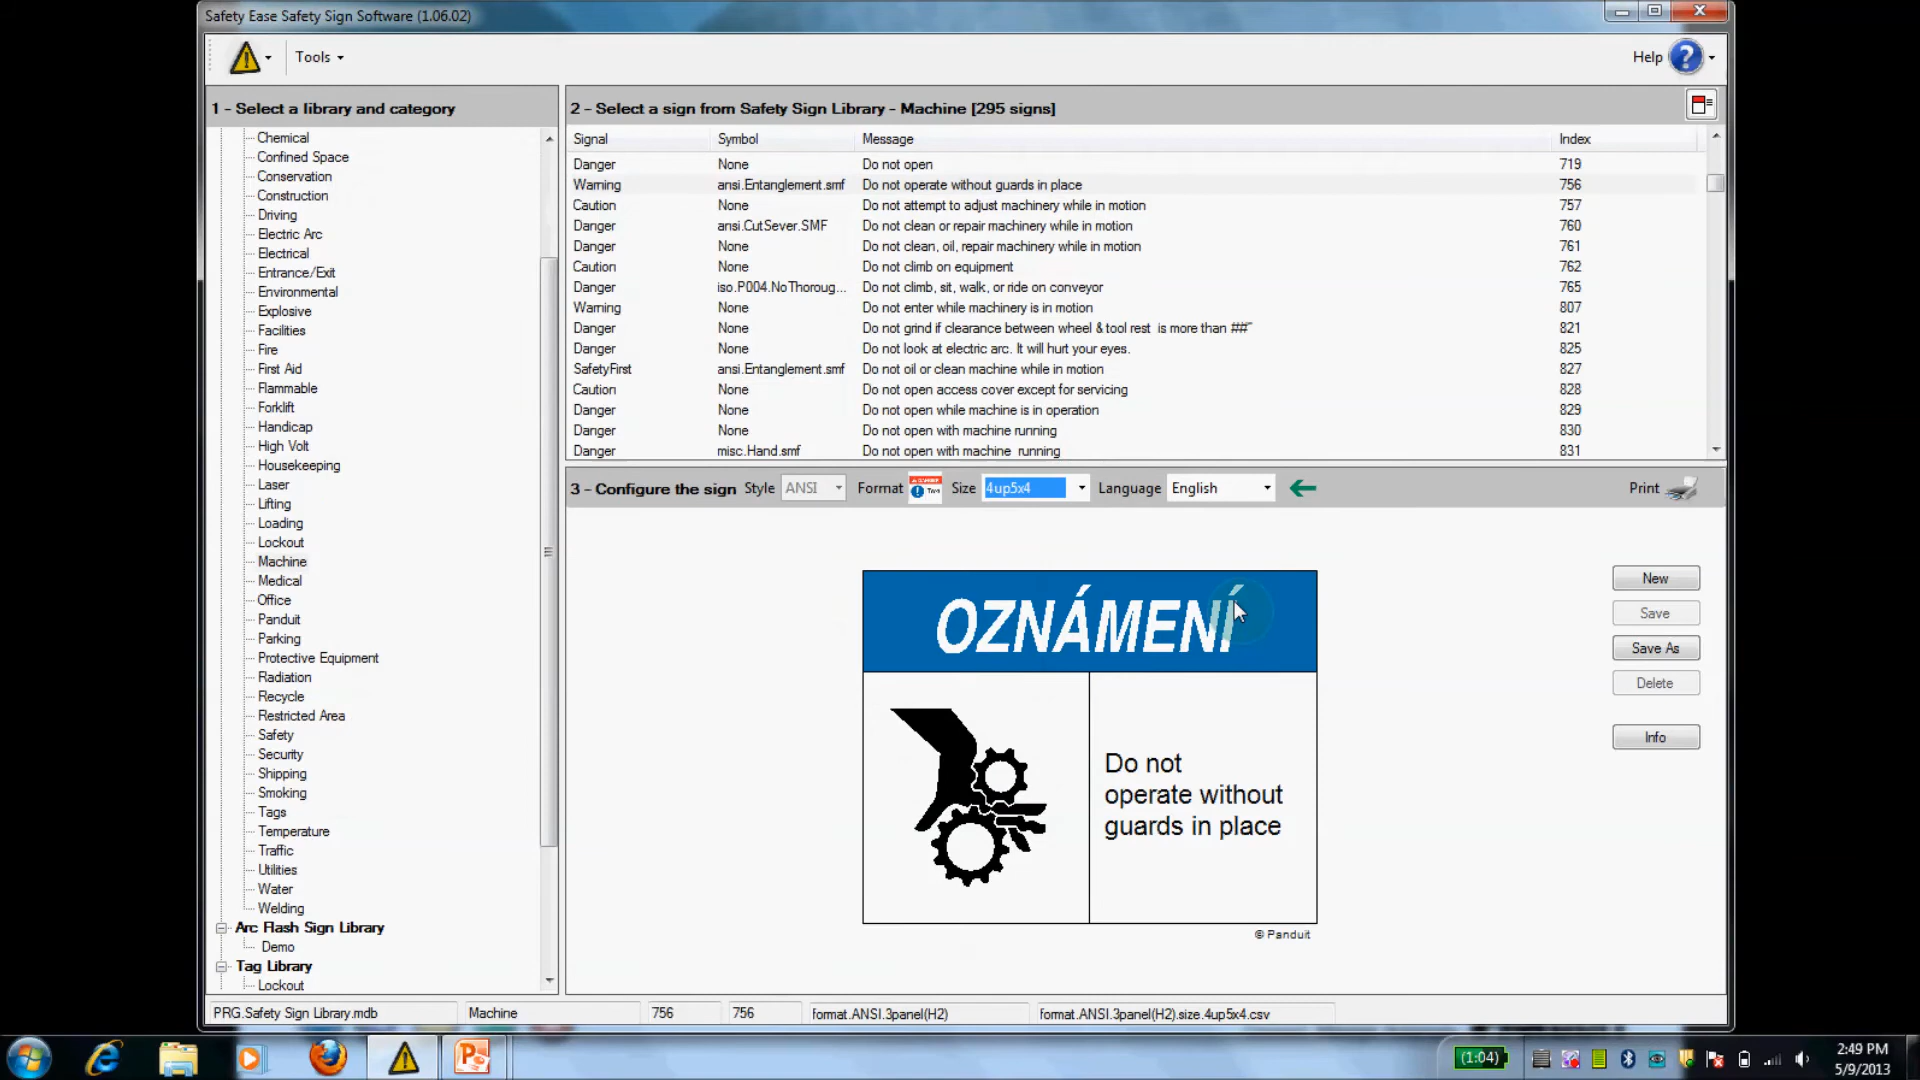 Safety Ease Safety Sign Software (1.06.02)
Tools
Help
1 - Select a library and category
Chemical
Confined Space
Conservation
Construction
Driving
Electric Arc
Electrical
Entrance/Exit
Environmental
Explosive
Facilities
Fire
First Aid
Flammable
Forklift
Handicap
High Volt
Housekeeping
Laser
Lifting
Loading
Lockout
Machine
Medical
Office
Panduit
Parking
Protective Equipment
Radiation
Recycle
Restricted Area
Safety
Security
Shipping
Smoking
Tags
Temperature
Traffic
Utilities
Water
Welding
Arc Flash Sign Library
Demo
Tag Library
Lockout
2 - Select a sign from Safety Sign Library - Machine [295 signs]
Signal Symbol Message Index
Danger None Do not open 719
Warning ansi.Entanglement.smf Do not operate without guards in place 756
Caution None Do not attempt to adjust machinery while in motion 757
Danger ansi.CutSever.SMF Do not clean or repair machinery while in motion 760
Danger None Do not clean, oil, repair machinery while in motion 761
Caution None Do not climb on equipment 762
Danger iso.P004.NoThoroug... Do not climb, sit, walk, or ride on conveyor 765
Warning None Do not enter while machinery is in motion 807
Danger None Do not grind if clearance between wheel & tool rest is more than ##" 821
Danger None Do not look at electric arc. It will hurt your eyes. 825
SafetyFirst ansi.Entanglement.smf Do not oil or clean machine while in motion 827
Caution None Do not open access cover except for servicing 828
Danger None Do not open while machine is in operation 829
Danger None Do not open with machine running 830
Danger misc.Hand.smf Do not open with machine running 831
3 - Configure the sign Style ANSI Format Size 4up5x4 Language English Print
OZNÁMENÍ
Do not
operate without
guards in place
© Panduit
New
Save
Save As
Delete
Info
PRG.Safety Sign Library.mdb Machine 756 756 format.ANSI.3panel(H2) format.ANSI.3panel(H2).size.4up5x4.csv
(1:04)
2:49 PM
5/9/2013